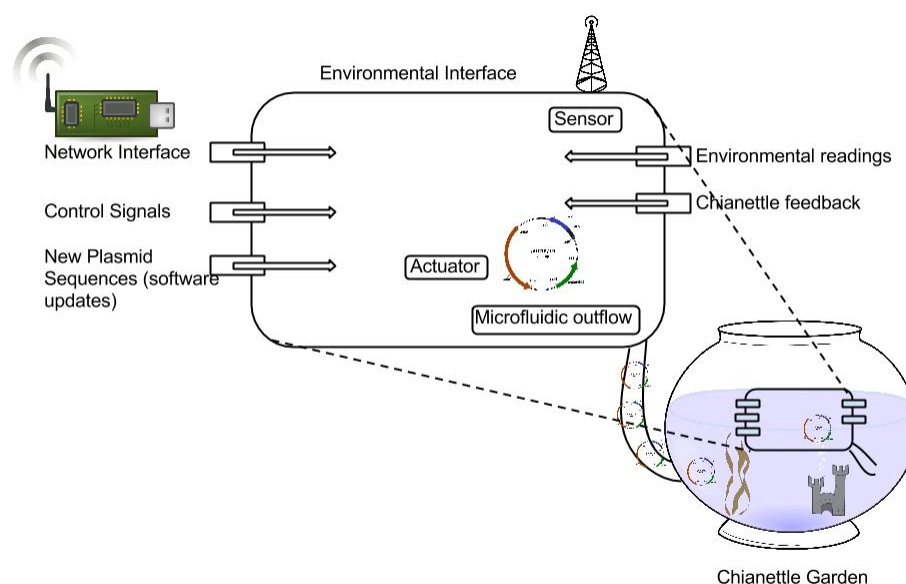 Environmental Interface
Sensor
Network Interface
Environmental readings
Control Signals
Chianettle feedback
New Plasmid
Sequences (software
updates)
Actuator
Microfluidic outflow
Chianettle Garden